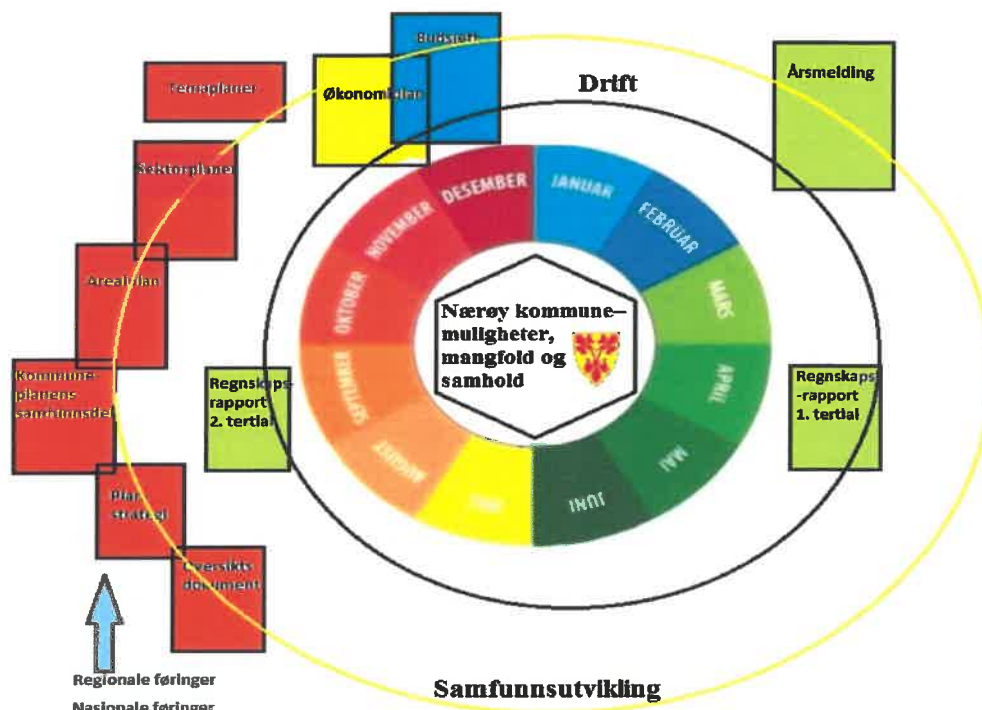 Budsjett
Drift
Årsmelding
Temaplaner
Økonomiplan
Sektorplaner
DESEMBER
JANUAR
NOVEMBER
FEBRUAR
Arealplan
OKTOBER
MARS
Nærøy kommune–
muligheter,
mangfold og
samhold
Kommune-
planens
samfunnsdel
Regnskaps-
rapport
2. tertial
SEPTEMBER
APRIL
Regnskaps
-rapport
1. tertial
AUGUST
MAI
JUNI
Plan
strategi
Oversikts
dokument
Regionale føringer
Samfunnsutvikling
Nasjonale føringer